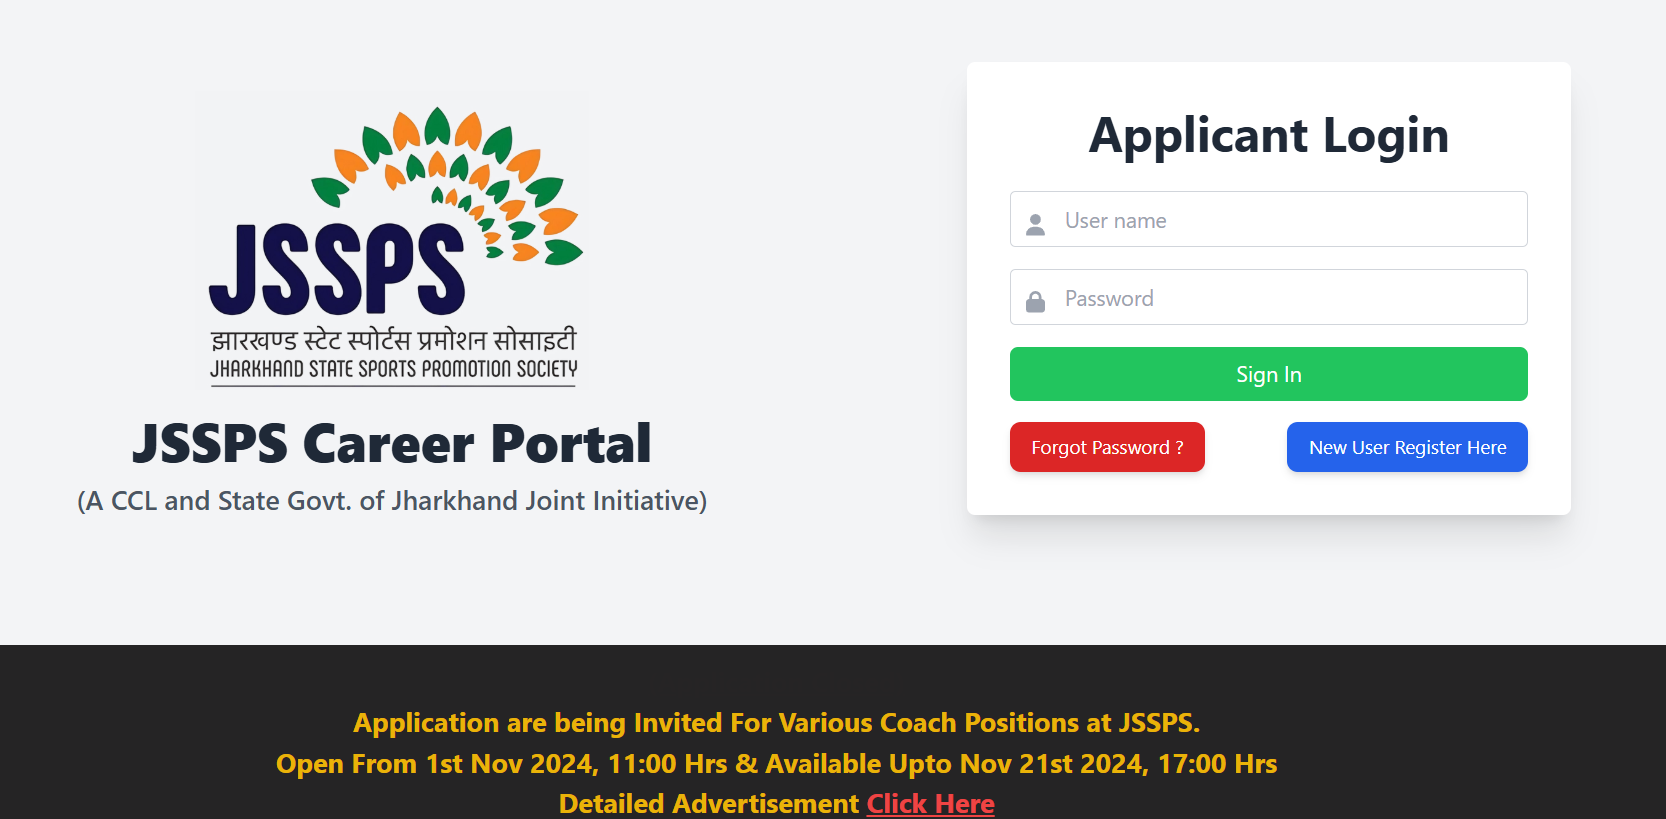 JSSPS
झारखण्ड स्टेट स्पोर्टस प्रमोशन सोसाइटी
JHARKHAND STATE SPORTS PROMOTION SOCIETY
JSSPS Career Portal
(A CCL and State Govt. of Jharkhand Joint Initiative)
Applicant Login
User name
Password
Sign In
Forgot Password ?
New User Register Here
Application are being Invited For Various Coach Positions at JSSPS.
Open From 1st Nov 2024, 11:00 Hrs & Available Upto Nov 21st 2024, 17:00 Hrs
Detailed Advertisement Click Here